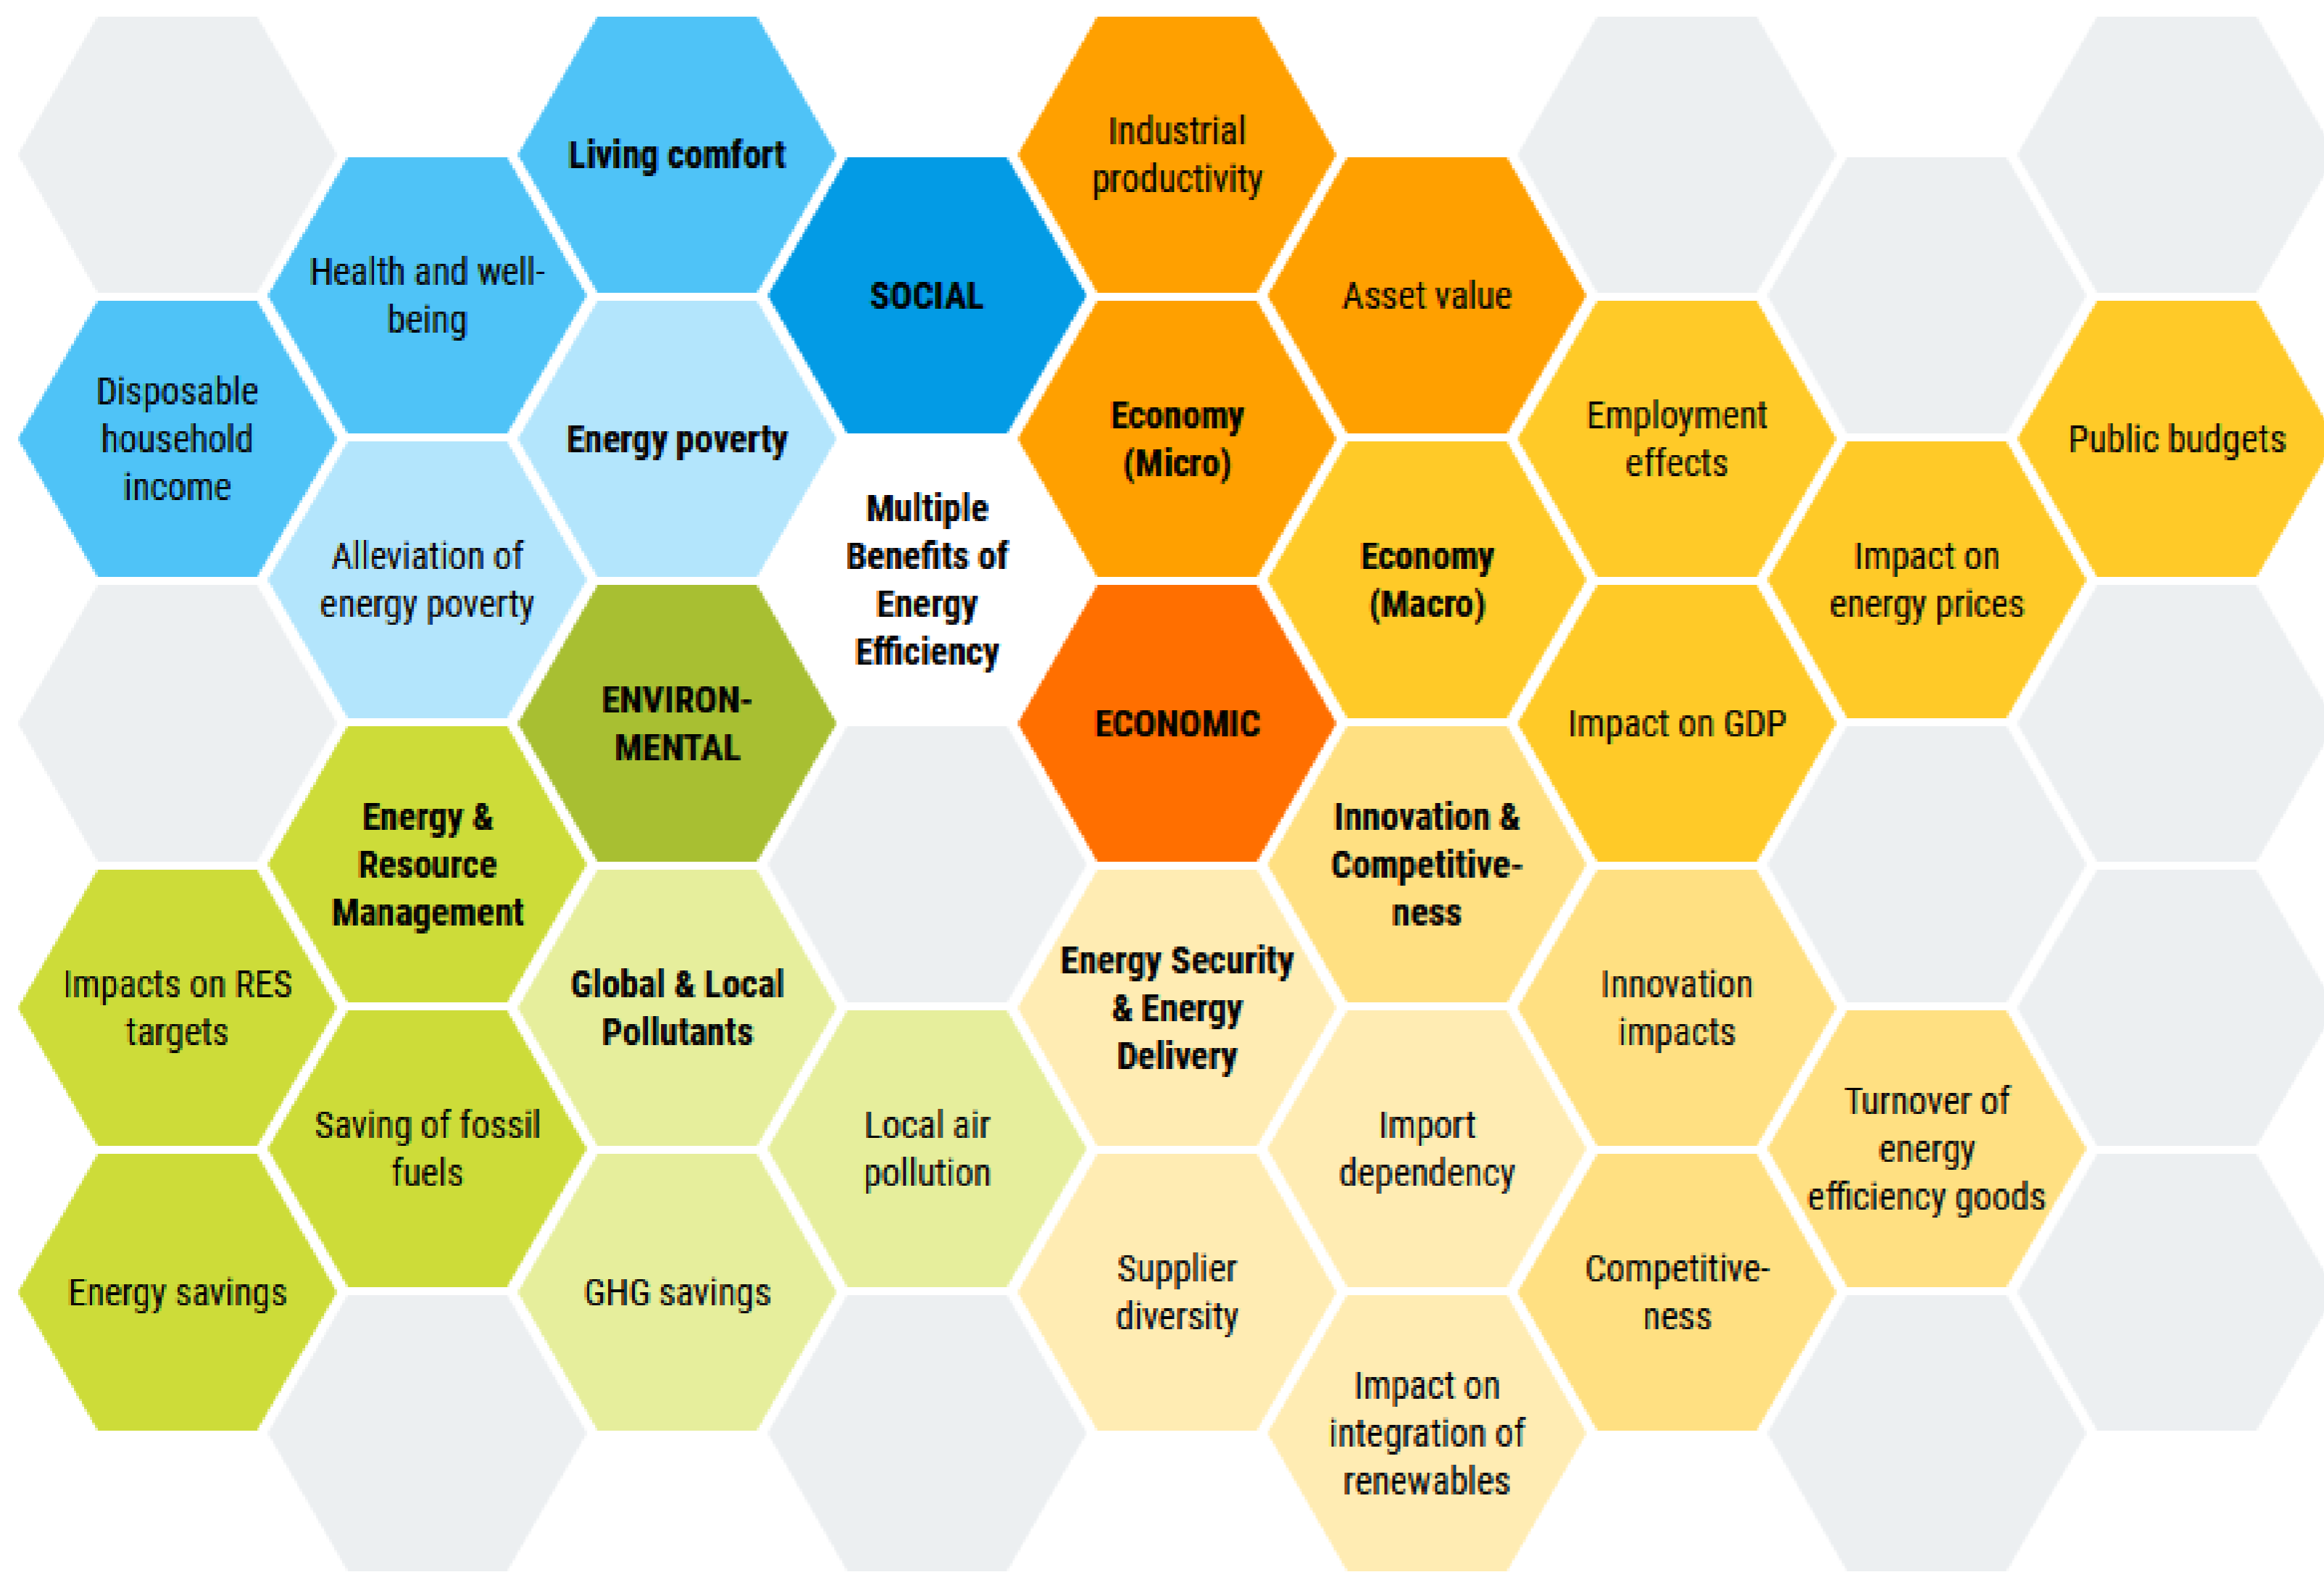 Living comfort
Industrial
productivity
Health and well-
being
SOCIAL
Asset value
Disposable
household
income
Energy poverty
Economy
(Micro)
Employment
effects
Public budgets
Alleviation of
energy poverty
Multiple
Benefits of
Energy
Efficiency
Economy
(Macro)
Impact on
energy prices
ENVIRON-
MENTAL
ECONOMIC
Impact on GDP
Energy &
Resource
Management
Innovation &
Competitive-
ness
Impacts on RES
targets
Global & Local
Pollutants
Energy Security
& Energy
Delivery
Innovation
impacts
Saving of fossil
fuels
Local air
pollution
Import
dependency
Turnover of
energy
efficiency goods
Energy savings
GHG savings
Supplier
diversity
Competitive-
ness
Impact on
integration of
renewables